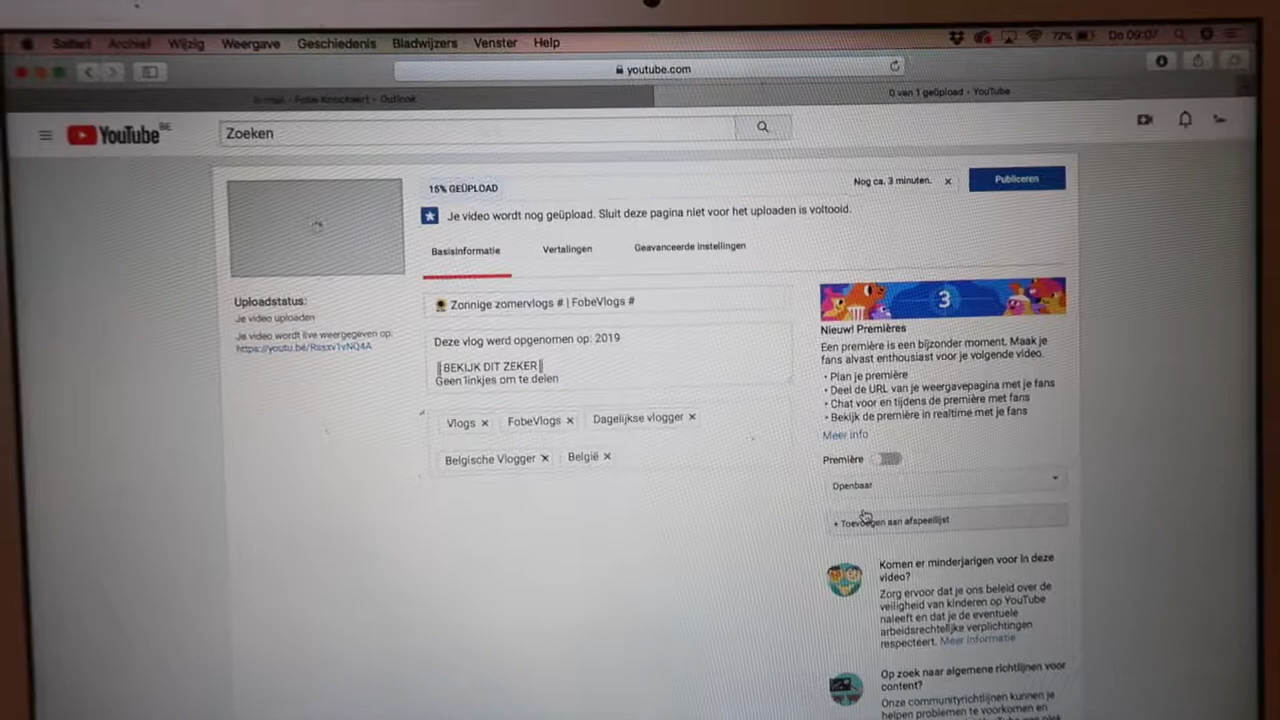 Safari Archief Wijzig Weergave Geschiedenis Bladwijzers Venster Help 72% Do 09:07
youtube.com
E-mail - Fobe Knockaert - Outlook
0 van 1 geüpload - YouTube
YouTube BE
Zoeken
15% GEÜPLOAD
Nog ca. 3 minuten. ×
Publiceren
Je video wordt nog geüpload. Sluit deze pagina niet voor het uploaden is voltooid.
Basisinformatie Vertalingen Geavanceerde instellingen
Uploadstatus:
Je video uploaden
Je video wordt live weergegeven op:
Zonnige zomervlogs # | FobeVlogs #
Deze vlog werd opgenomen op: 2019
║BEKIJK DIT ZEKER║
Geen linkjes om te delen
Vlogs × FobeVlogs × Dagelijkse vlogger ×
Belgische Vlogger × België ×
3
Nieuw! Premières
Een première is een bijzonder moment. Maak je
fans alvast enthousiast voor je volgende video.
• Plan je première
• Deel de URL van je weergavepagina met je fans
• Chat voor en tijdens de première met fans
• Bekijk de première in realtime met je fans
Meer info
Première
Openbaar
+ Toevoegen aan afspeellijst
Komen er minderjarigen voor in deze
video?
Zorg ervoor dat je ons beleid over de
veiligheid van kinderen op YouTube
naleeft en dat je de eventuele
arbeidsrechtelijke verplichtingen
respecteert. Meer informatie
Op zoek naar algemene richtlijnen voor
content?
Onze communityrichtlijnen kunnen je
helpen problemen te voorkomen en